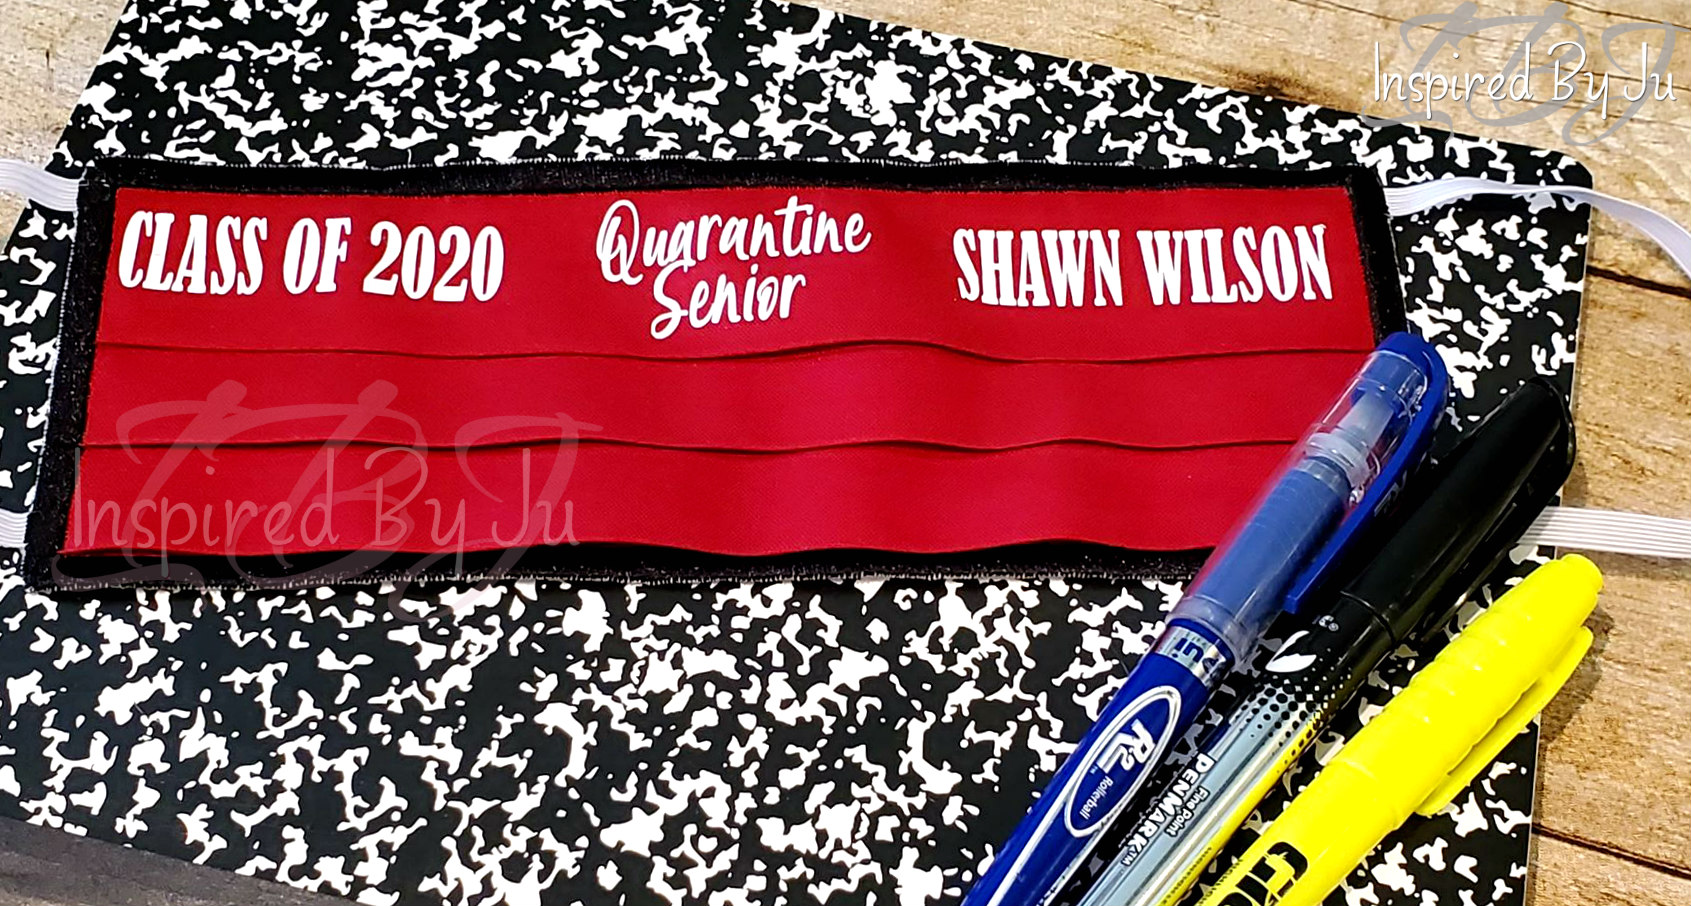 Inspired By Ju
CLASS OF 2020
Quarantine
Senior
SHAWN WILSON
Inspired By Ju
R2
Rollerball
Fine Point
PENMARK